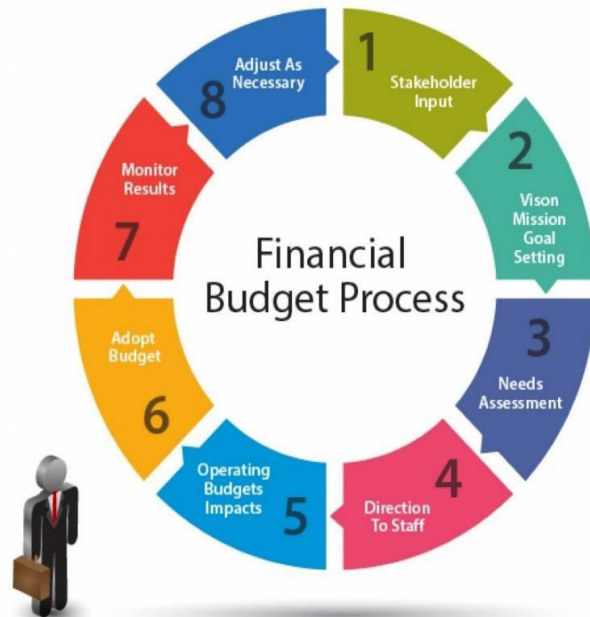 Financial
Budget Process
1
Stakeholder
Input
2
Vison
Mission
Goal
Setting
3
Needs
Assessment
4
Direction
To Staff
5
Operating
Budgets
Impacts
6
Adopt
Budget
7
Monitor
Results
8
Adjust As
Necessary